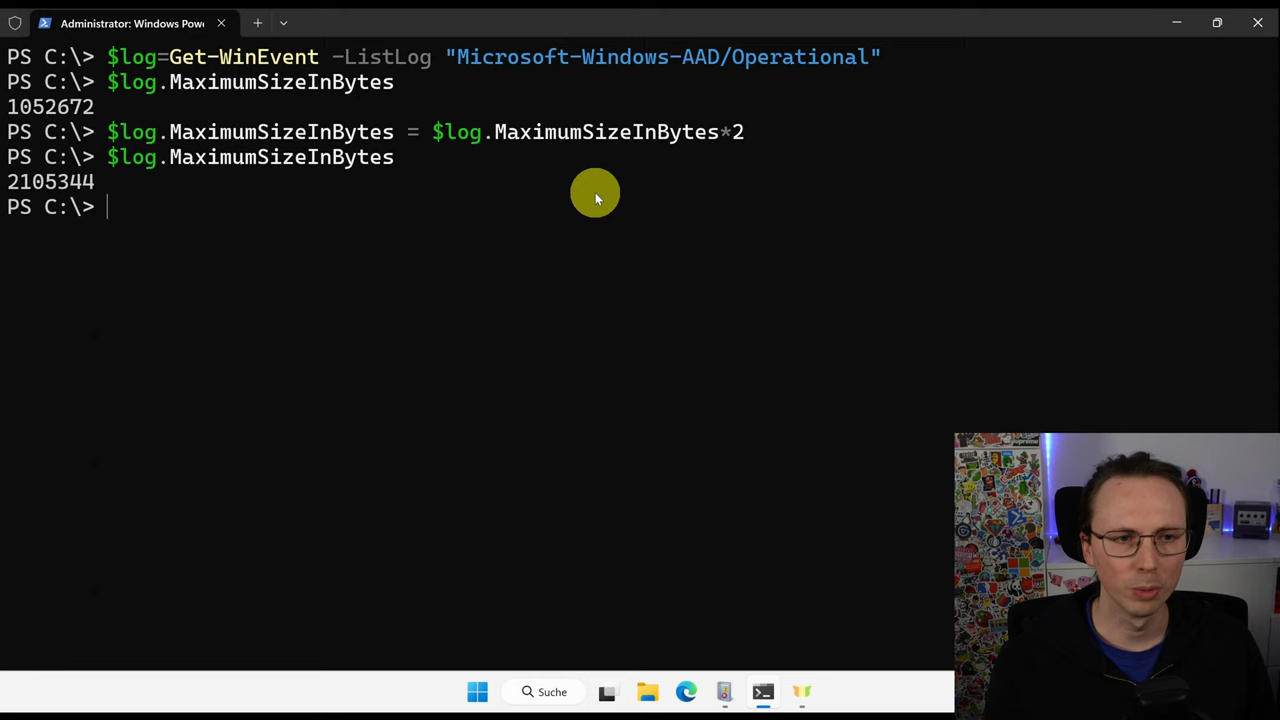 Administrator: Windows Pow
PS C:\> $log=Get-WinEvent -ListLog "Microsoft-Windows-AAD/Operational"
PS C:\> $log.MaximumSizeInBytes
1052672
PS C:\> $log.MaximumSizeInBytes = $log.MaximumSizeInBytes*2
PS C:\> $log.MaximumSizeInBytes
2105344
PS C:\>
Suche